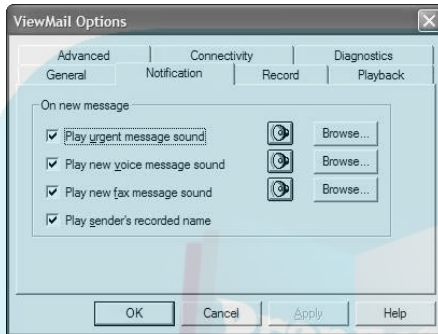 ViewMail Options
Advanced Connectivity Diagnostics
General Notification Record Playback
On new message
Play urgent message sound Browse...
Play new voice message sound Browse...
Play new fax message sound Browse...
Play sender's recorded name
OK Cancel Apply Help